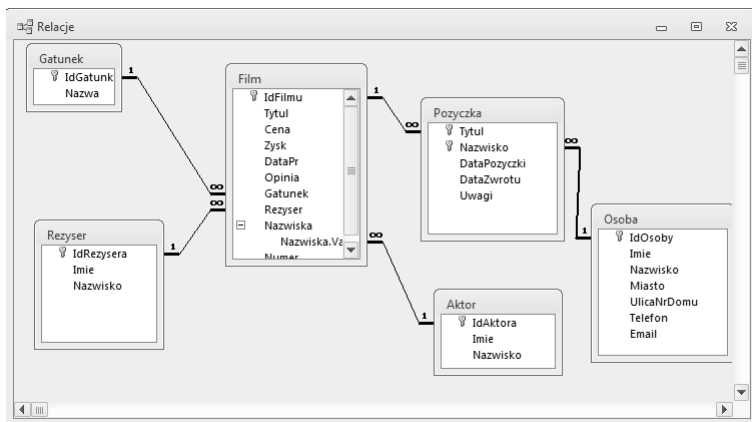 Relacje
Gatunek
IdGatunk
Nazwa
1
∞
Film
IdFilmu
Tytul
Cena
Zysk
DataPr
Opinia
Gatunek
Rezyser
Nazwiska
Nazwiska.Va
Numer
1
∞
Pozyczka
Tytul
Nazwisko
DataPozyczki
DataZwrotu
Uwagi
∞
1
Osoba
IdOsoby
Imie
Nazwisko
Miasto
UlicaNrDomu
Telefon
Email
Rezyser
IdRezysera
Imie
Nazwisko
1
∞
∞
1
Aktor
IdAktora
Imie
Nazwisko